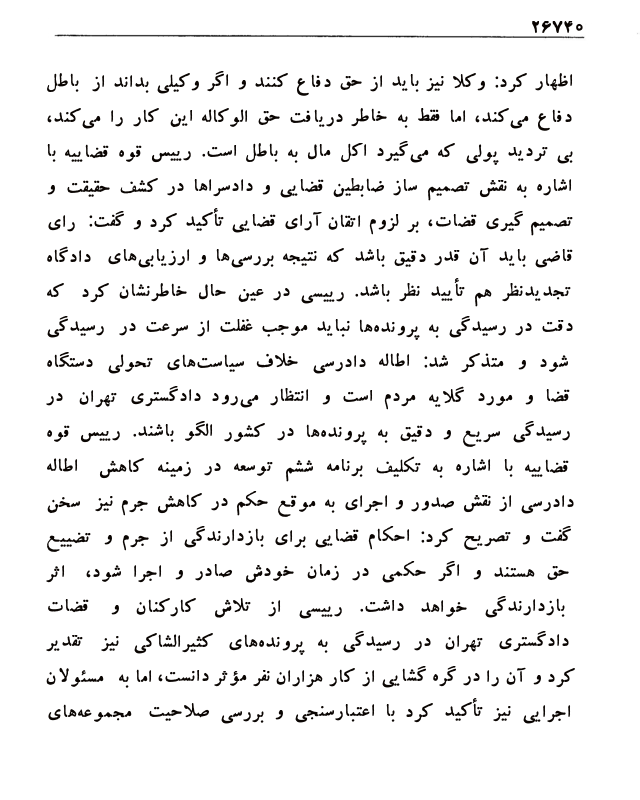 ۲۶۷۴۰
اظهار کرد: وکلا نیز باید از حق دفاع کنند و اگر وکیلی بداند از باطل
دفاع می‌کند، اما فقط به خاطر دریافت حق الوکاله این کار را می‌کند،
بی تردید پولی که می‌گیرد اکل مال به باطل است. رییس قوه قضاییه با
اشاره به نقش تصمیم ساز ضابطین قضایی و دادسراها در کشف حقیقت و
تصمیم گیری قضات، بر لزوم اتقان آرای قضایی تأکید کرد و گفت: رای
قاضی باید آن قدر دقیق باشد که نتیجه بررسی‌ها و ارزیابی‌های دادگاه
تجدیدنظر هم تأیید نظر باشد. رییسی در عین حال خاطرنشان کرد که
دقت در رسیدگی به پرونده‌ها نباید موجب غفلت از سرعت در رسیدگی
شود و متذکر شد: اطاله دادرسی خلاف سیاست‌های تحولی دستگاه
قضا و مورد گلایه مردم است و انتظار می‌رود دادگستری تهران در
رسیدگی سریع و دقیق به پرونده‌ها در کشور الگو باشند. رییس قوه
قضاییه با اشاره به تکلیف برنامه ششم توسعه در زمینه کاهش اطاله
دادرسی از نقش صدور و اجرای به موقع حکم در کاهش جرم نیز سخن
گفت و تصریح کرد: احکام قضایی برای بازدارندگی از جرم و تضییع
حق هستند و اگر حکمی در زمان خودش صادر و اجرا شود، اثر
بازدارندگی خواهد داشت. رییسی از تلاش کارکنان و قضات
دادگستری تهران در رسیدگی به پرونده‌های کثیرالشاکی نیز تقدیر
کرد و آن را در گره گشایی از کار هزاران نفر مؤثر دانست، اما به مسئولان
اجرایی نیز تأکید کرد با اعتبارسنجی و بررسی صلاحیت مجموعه‌های